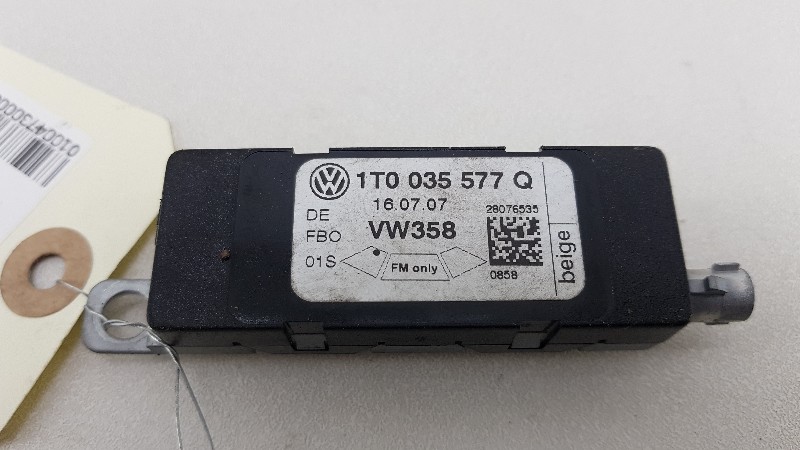 1T0 035 577 Q
16.07.07
28076535
DE
VW358
FBO
01S
FM only
0858
beige